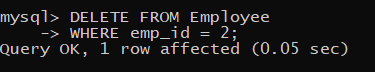 mysql> DELETE FROM Employee
    -> WHERE emp_id = 2;
Query OK, 1 row affected (0.05 sec)